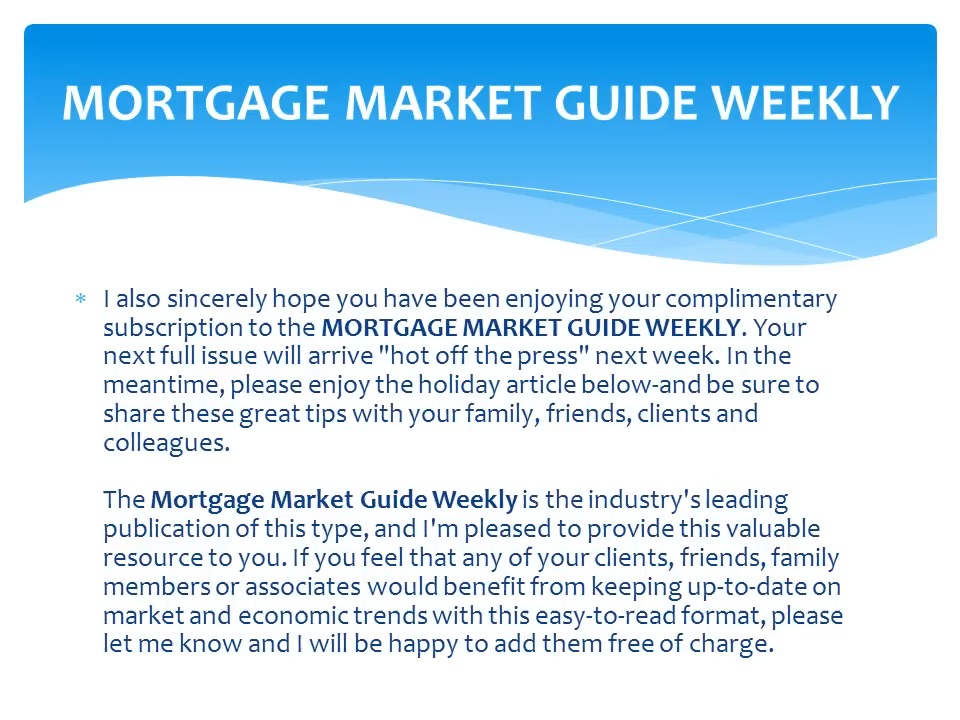 MORTGAGE MARKET GUIDE WEEKLY
* I also sincerely hope you have been enjoying your complimentary
subscription to the MORTGAGE MARKET GUIDE WEEKLY. Your
next full issue will arrive "hot off the press" next week. In the
meantime, please enjoy the holiday article below-and be sure to
share these great tips with your family, friends, clients and
colleagues.
The Mortgage Market Guide Weekly is the industry's leading
publication of this type, and I'm pleased to provide this valuable
resource to you. If you feel that any of your clients, friends, family
members or associates would benefit from keeping up-to-date on
market and economic trends with this easy-to-read format, please
let me know and I will be happy to add them free of charge.